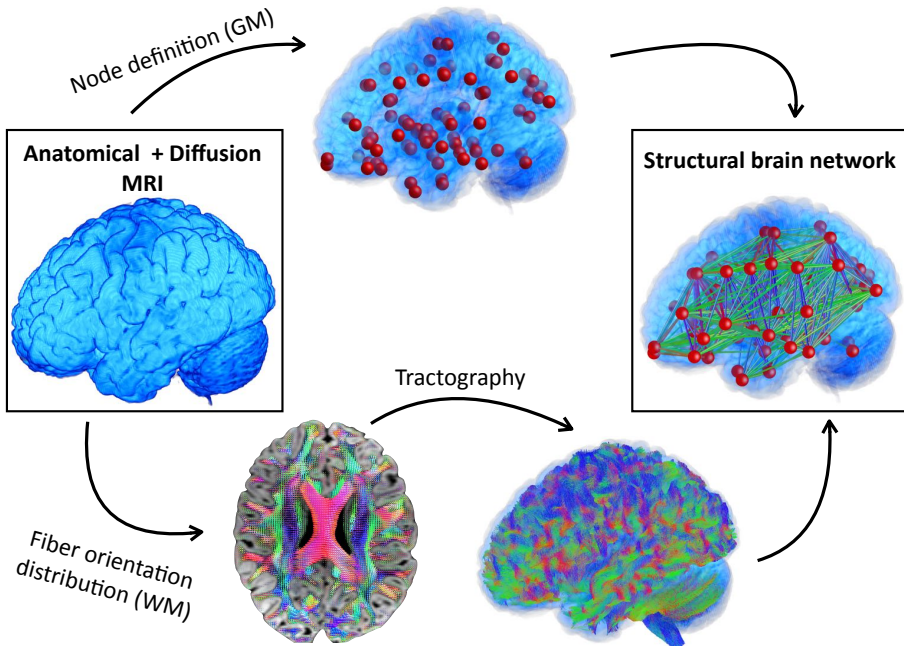 Node definition (GM)
Anatomical + Diffusion
MRI
Structural brain network
Tractography
Fiber orientation
distribution (WM)